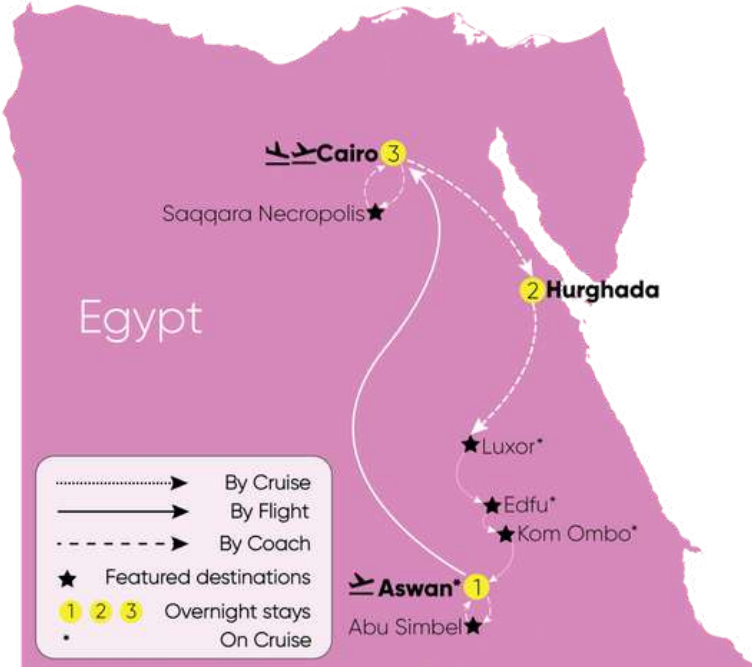 Cairo 3
Saqqara Necropolis
2 Hurghada
Egypt
Luxor*
Edfu*
Kom Ombo*
Aswan* 1
Abu Simbel
By Cruise
By Flight
By Coach
Featured destinations
1 2 3 Overnight stays
* On Cruise